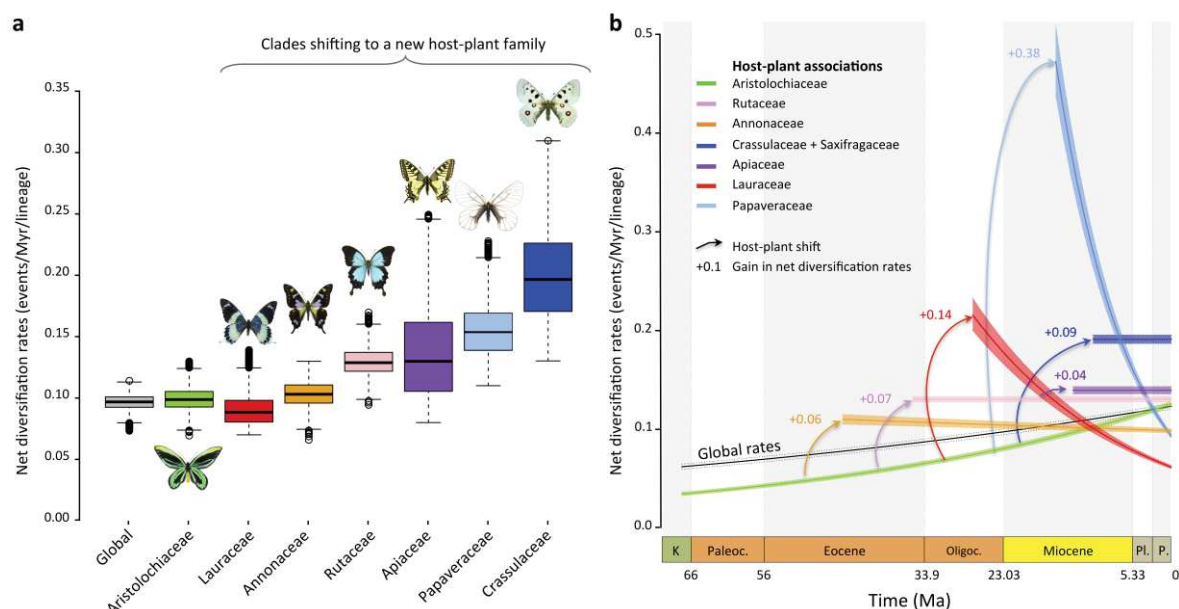 a
Clades shifting to a new host-plant family
Net diversifiation rates (events/Myr/lineage)
0.35
0.30
0.25
0.20
0.15
0.10
0.05
0.00
Global
Aristolochiaceae
Lauraceae
Annonaceae
Rutaceae
Apiaceae
Papaveraceae
Crassulaceae
b
Net diversification rates (events/Myr/lineage)
0.5
0.4
0.3
0.2
0.1
0
Host-plant associations
Aristolochiaceae
Rutaceae
Annonaceae
Crassulaceae + Saxifragaceae
Apiaceae
Lauraceae
Papaveraceae
Host-plant shift
+0.1 Gain in net diversification rates
+0.38
+0.14
+0.09
+0.04
+0.07
+0.06
Global rates
K Paleoc. Eocene Oligoc. Miocene Pl. P.
66 56 33.9 23.03 5.33 0
Time (Ma)